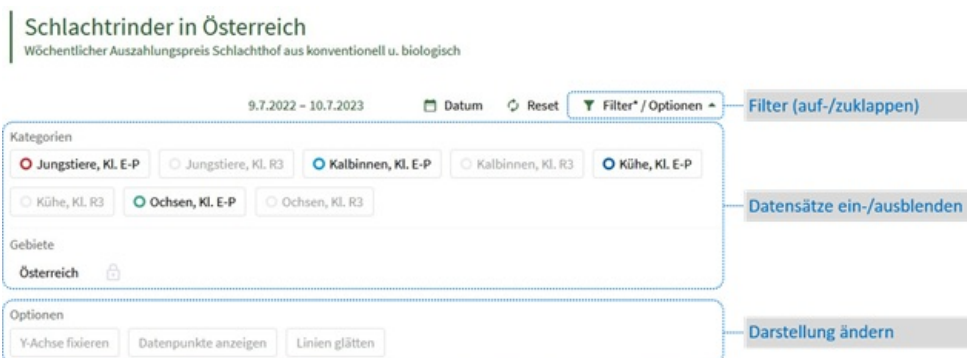 Schlachtrinder in Österreich
Wöchentlicher Auszahlungspreis Schlachthof aus konventionell u. biologisch
9.7.2022 – 10.7.2023 Datum Reset Filter* / Optionen Filter (auf-/zuklappen)
Kategorien
Jungstiere, Kl. E-P Jungstiere, Kl. R3 Kalbinnen, Kl. E-P Kalbinnen, Kl. R3 Kühe, Kl. E-P
Kühe, Kl. R3 Ochsen, Kl. E-P Ochsen, Kl. R3
Datensätze ein-/ausblenden
Gebiete
Österreich
Optionen
Y-Achse fixieren Datenpunkte anzeigen Linien glätten Darstellung ändern